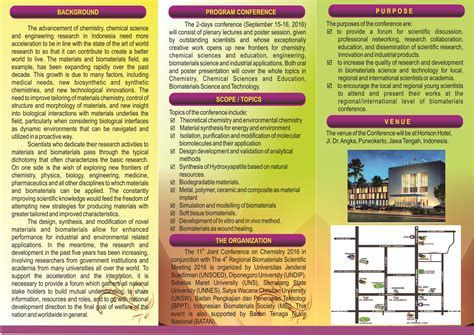 BACKGROUND
The advancement of chemistry, chemical science
and engineering research in Indonesia need more
acceleration to be in line with the state of the art of world
research to so that it can contribute to create a better
world to live. The materials and biomaterials field, as
example, has been expanding rapidly over the past
decade. This growth is due to many factors, including
medical needs, new biosynthetic and synthetic
chemistries, and new technological innovations. The
need to improve tailoring of materials chemistry, control of
structure and morphology of materials, and new insight
into biological interactions with materials underlies the
field, particularly when considering biological interfaces
as dynamic environments that can be navigated and
utilized in a proactive way.
Scientists who dedicate their research activities to
materials and biomaterials pass through the typical
dichotomy that often characterizes the basic research.
On one side is the wish of exploring new frontiers of
chemistry, physics, biology, engineering, medicine,
pharmaceutical and all other disciplines to which materials
and biomaterials can be applied. The constantly
improving scientific knowledge would feed the freedom of
attempting new strategies for producing materials with
greater tailored and improved characteristics.
The design, synthesis, and modification of novel
materials and biomaterials allow for enhanced
performance for industrial and environmental related
applications. In the meantime, the research and
development in the past five years has been increasing,
involving researchers from government institutions and
academia from many universities all over the world. To
support the acceleration and the integration, it is
necessary to provide a forum which gathers all national
stake holders to build mutual understanding, to share
information, resources and roles, and to go with national
development direction to the final goal of welfare of the
nation and worldwide in general.
PROGRAM CONFERENCE
The 2-days conference (September 15-16, 2016)
will consist of plenary lectures and poster session, given
by outstanding scientists and whose exceptionally
creative work opens up new frontiers for chemistry,
chemical sciences and education, engineering,
biomaterials science and industrial applications. Both oral
and poster presentation will cover the whole topics in
Chemistry, Chemical Sciences and Education,
Biomaterials Science and Technology.
SCOPE / TOPICS
Topics of the conference include:
Theoretical chemistry and environmental chemistry
Material synthesis for energy and environment
Isolation, purification and modification of molecular
biomolecules and their application
Design development and validation of analytical
methods
Synthesis of Hydroxyapatite based on natural
resources.
Biodegradable materials.
Metal, polymer, ceramic and composite as material
implant
Simulation and modelling of biomaterials
Soft tissue biomaterials.
Development of in vitro and in vivo method.
Biomaterials as wound healing.
THE ORGANIZATION
The 11th Joint Conference on Chemistry 2016 in
conjunction with The 4th Regional Biomaterials Scientific
Meeting 2016 is organized by Universitas Jenderal
Soedirman (UNSOED), Diponegoro University (UNDIP),
Sebelas Maret University (UNS), Semarang State
University (UNNES), Satya Wacana Christian University
(UKSW), Badan Pengkajian dan Penerapan Teknologi
(BPPT), Indonesian Biomaterials Society (IMS). This
event is also supported by Badan Tenaga Nuklir
Nasional (BATAN).
PURPOSE
The purposes of the conference are:
to provide a forum for scientific discussion,
professional networking, research collaboration,
education, and dissemination of scientific research,
innovation and industrial products.
to increase the quality of research and development
in biomaterials science and technology for local,
regional and international scientists or academia.
to encourage the local and regional young scientists
to attend and present their works at the
regional/international level of biomaterials
conference.
VENUE
The venue of the Conference will be at Horison Hotel,
Jl. Dr. Angka, Purwokerto, Jawa Tengah, Indonesia.